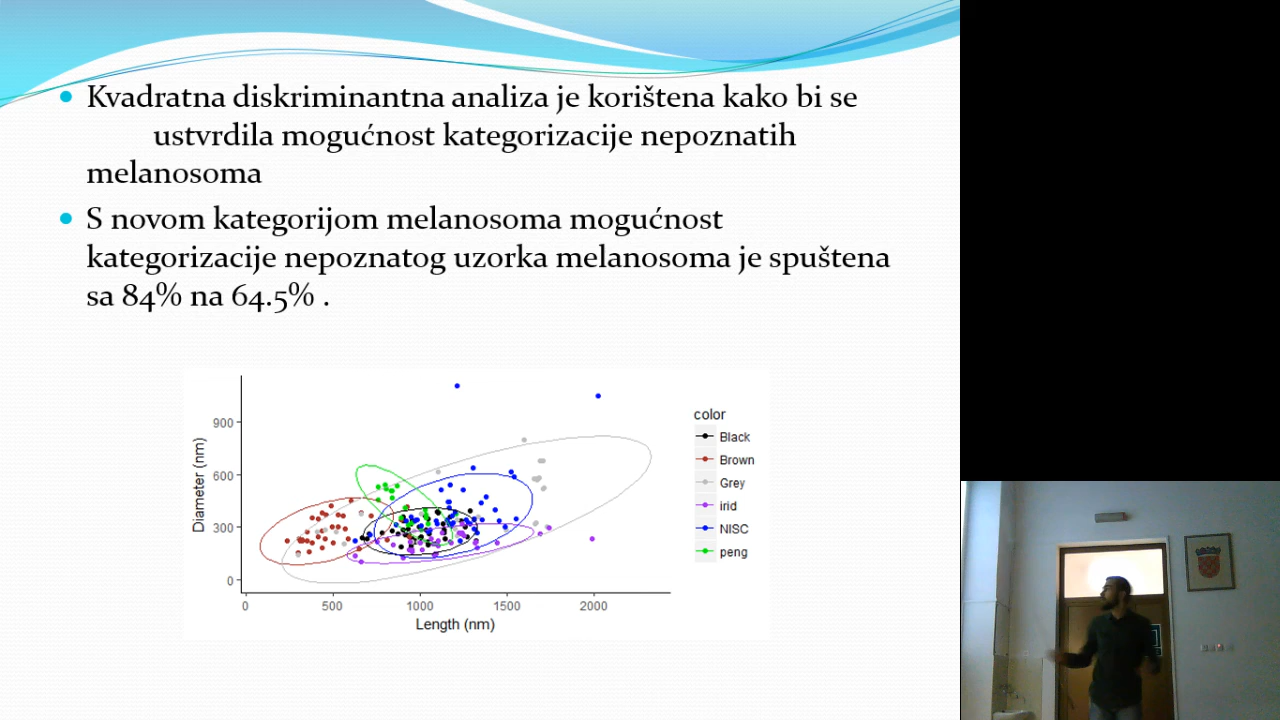 Kvadratna diskriminantna analiza je korištena kako bi se
ustvrdila mogućnost kategorizacije nepoznatih
melanosoma
S novom kategorijom melanosoma mogućnost
kategorizacije nepoznatog uzorka melanosoma je spuštena
sa 84% na 64.5% .
900
600
300
0
Diameter (nm)
0 500 1000 1500 2000
Length (nm)
color
Black
Brown
Grey
irid
NISC
peng